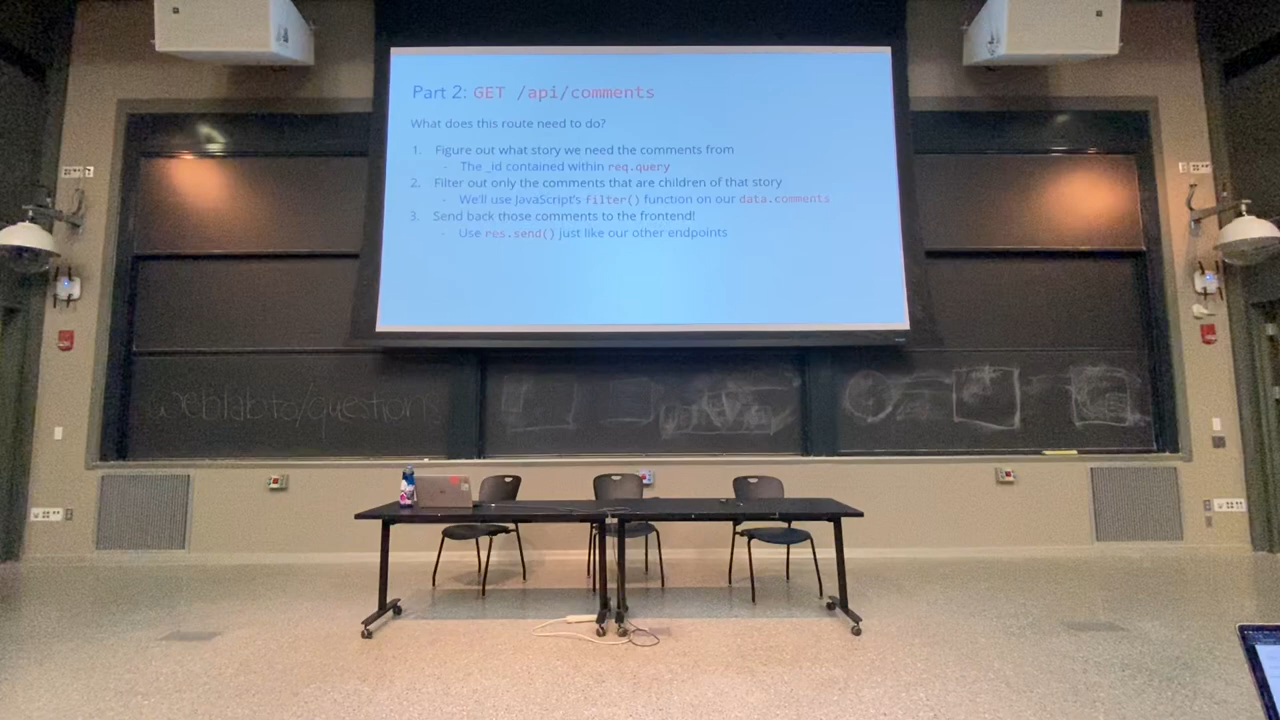 Part 2: GET /api/comments
What does this route need to do?
1. Figure out what story we need the comments from
- The _id contained within req.query
2. Filter out only the comments that are children of that story
- We'll use JavaScript's filter() function on our data.comments
3. Send back those comments to the frontend!
- Use res.send() just like our other endpoints
weblab.to/questions